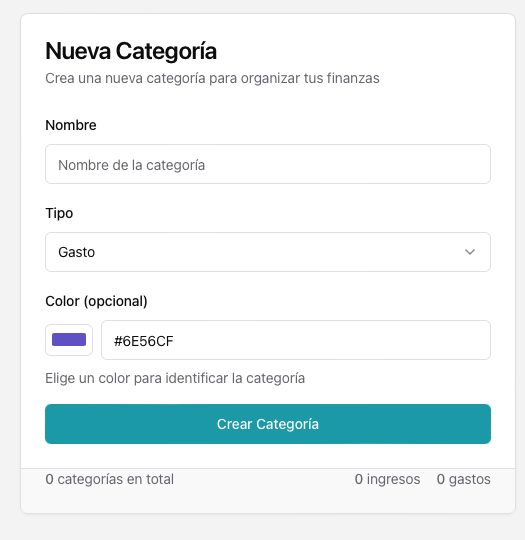 Nueva Categoría
Crea una nueva categoría para organizar tus finanzas
Nombre
Nombre de la categoría
Tipo
Gasto
Color (opcional)
#6E56CF
Elige un color para identificar la categoría
Crear Categoría
0 categorías en total 0 ingresos 0 gastos